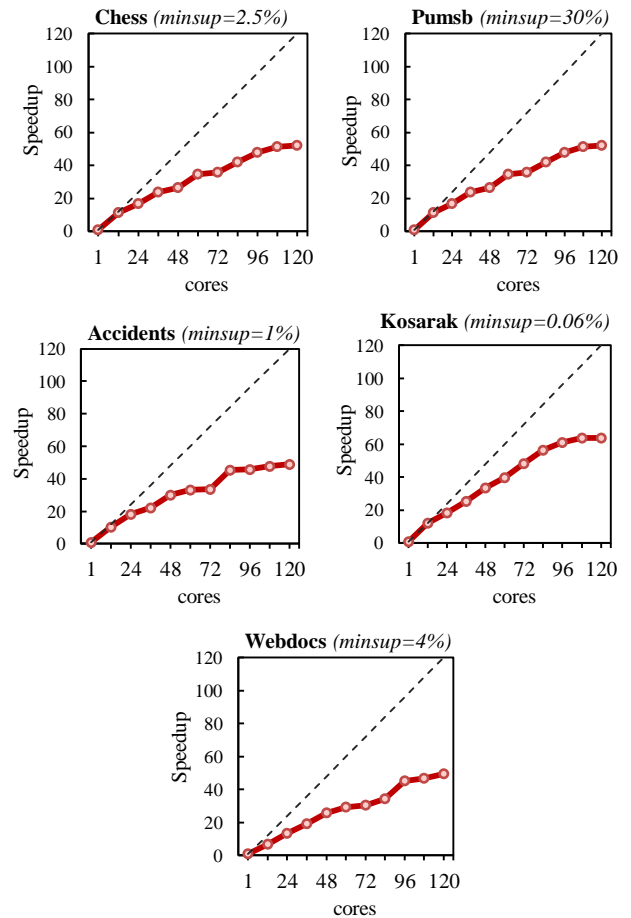 Chess (minsup=2.5%)
120
100
80
60
40
20
0
Speedup
1 24 48 72 96 120
cores
Pumsb (minsup=30%)
120
100
80
60
40
20
0
Speedup
1 24 48 72 96 120
cores
Accidents (minsup=1%)
120
100
80
60
40
20
0
Speedup
1 24 48 72 96 120
cores
Kosarak (minsup=0.06%)
120
100
80
60
40
20
0
Speedup
1 24 48 72 96 120
cores
Webdocs (minsup=4%)
120
100
80
60
40
20
0
Speedup
1 24 48 72 96 120
cores